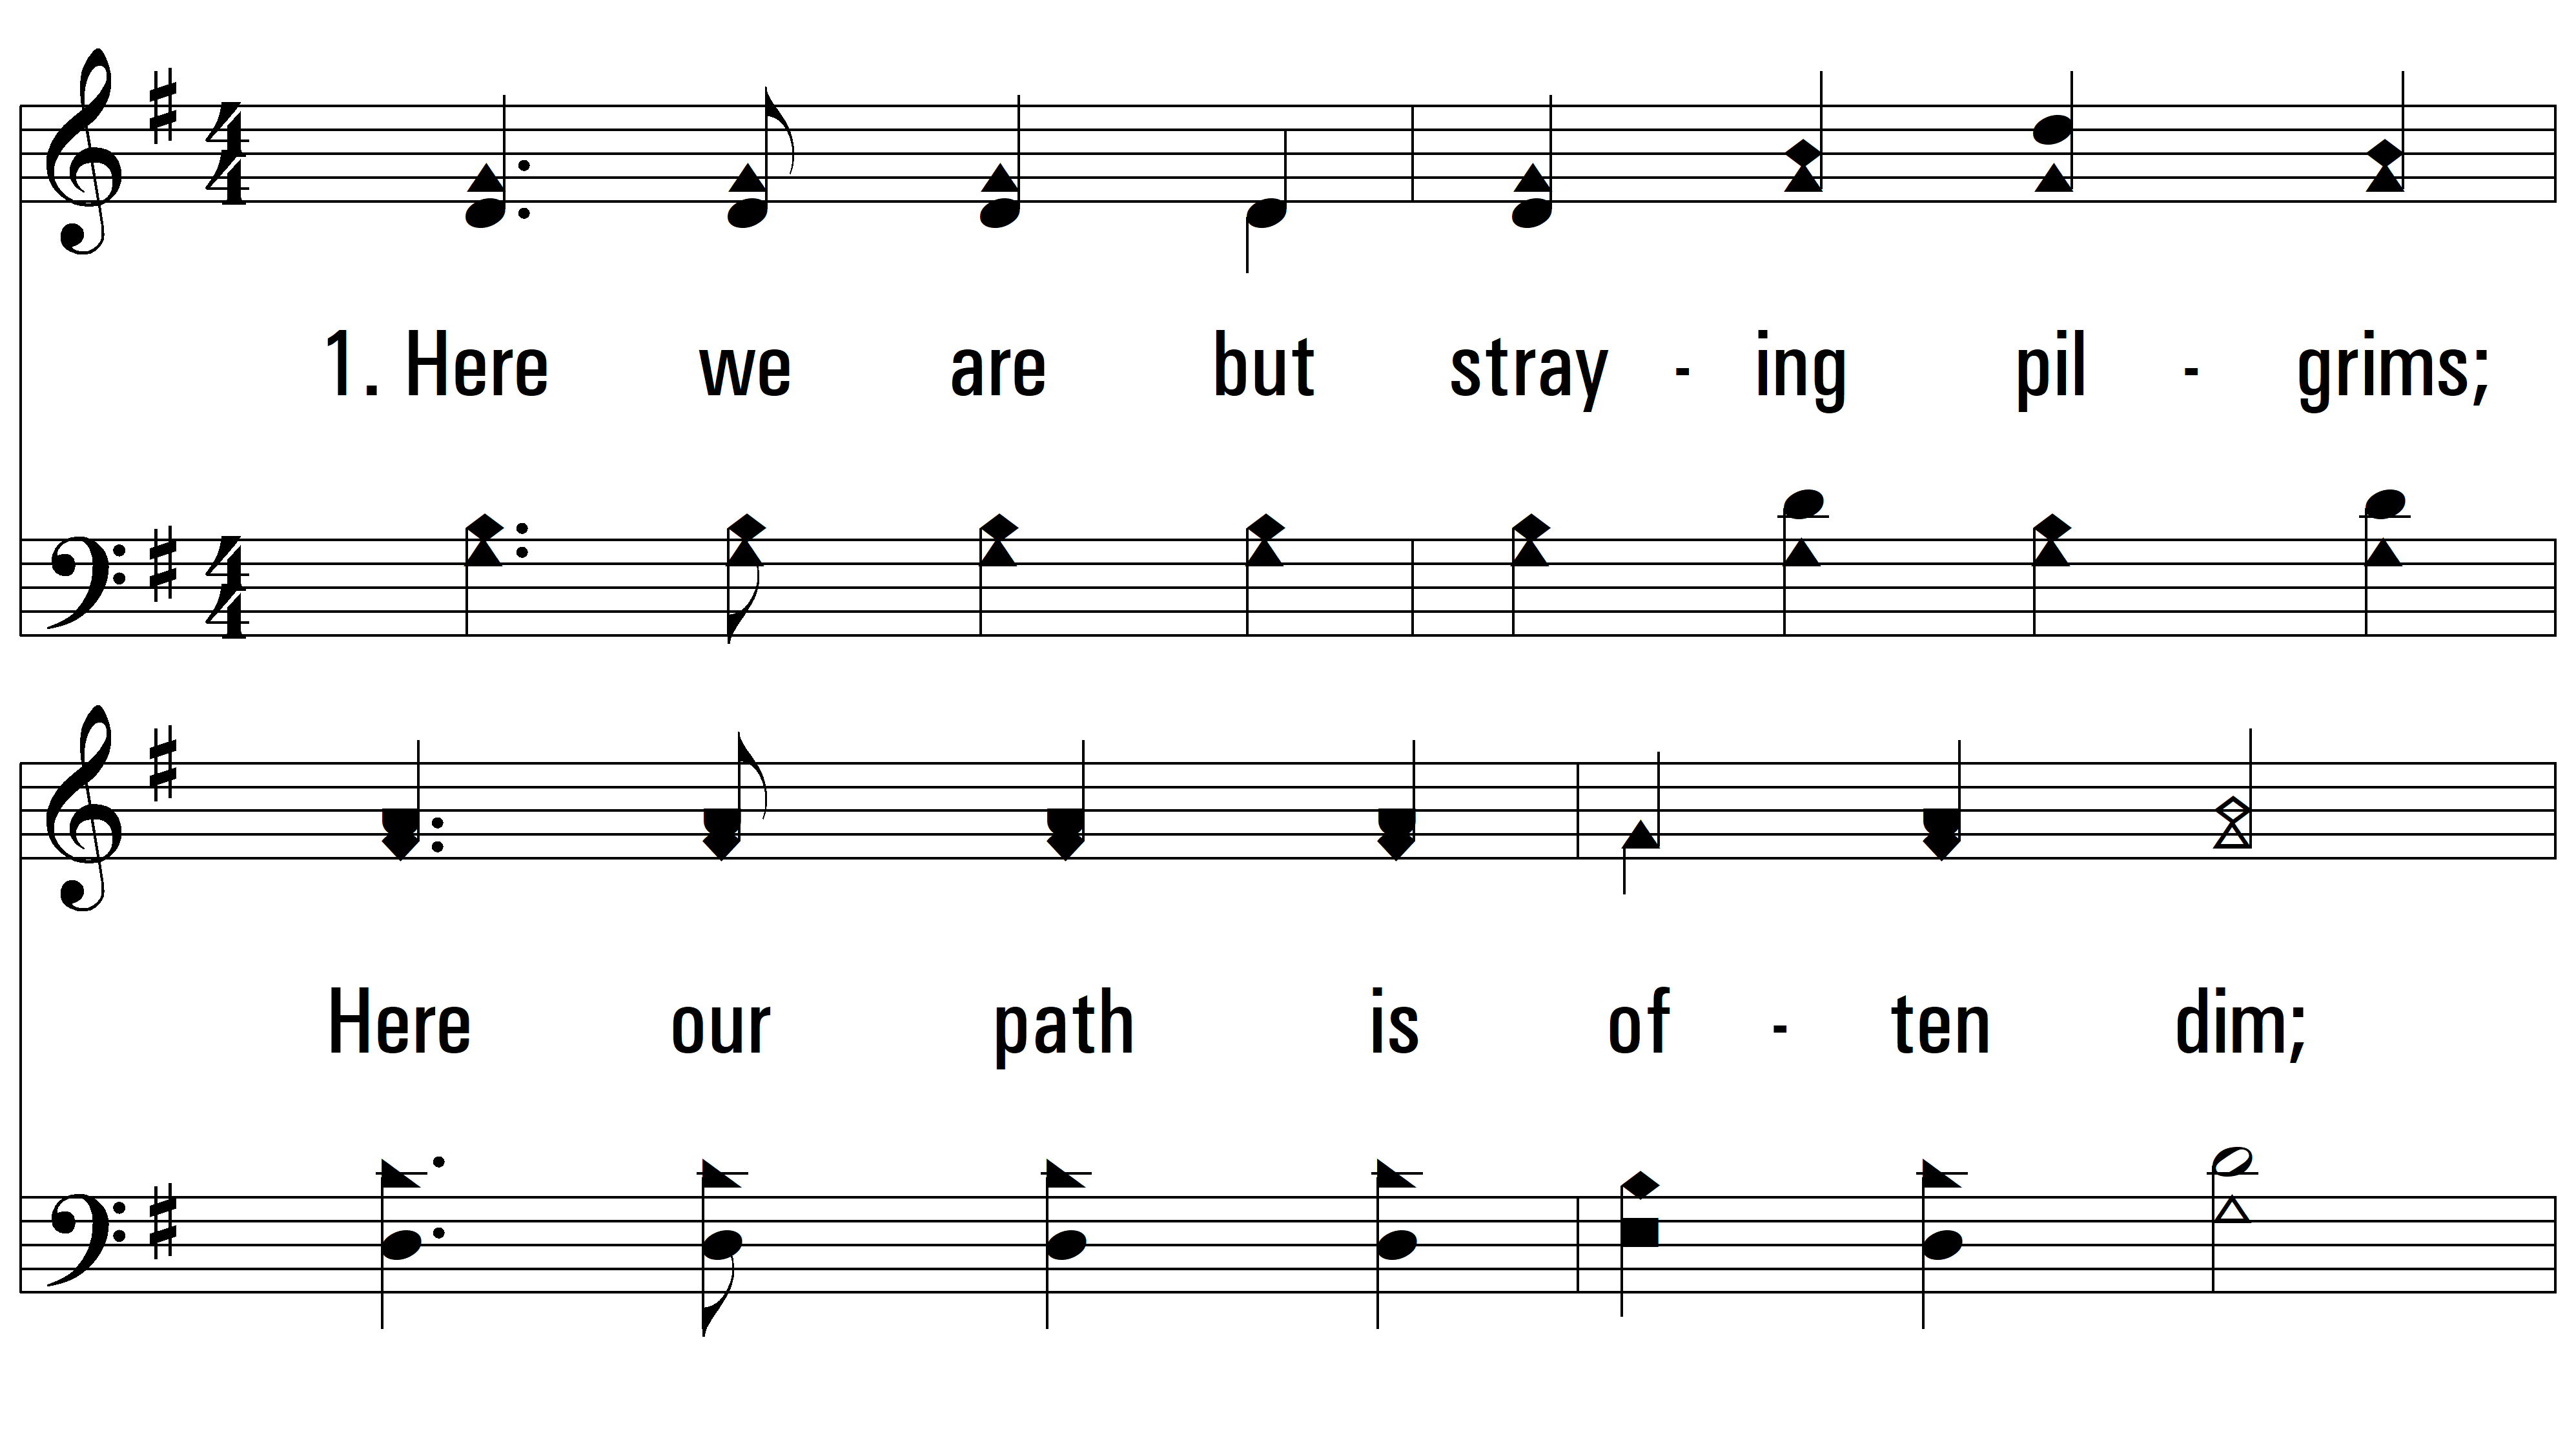 1. Here we are but stray - ing pil - grims;
Here our path is of - ten dim;